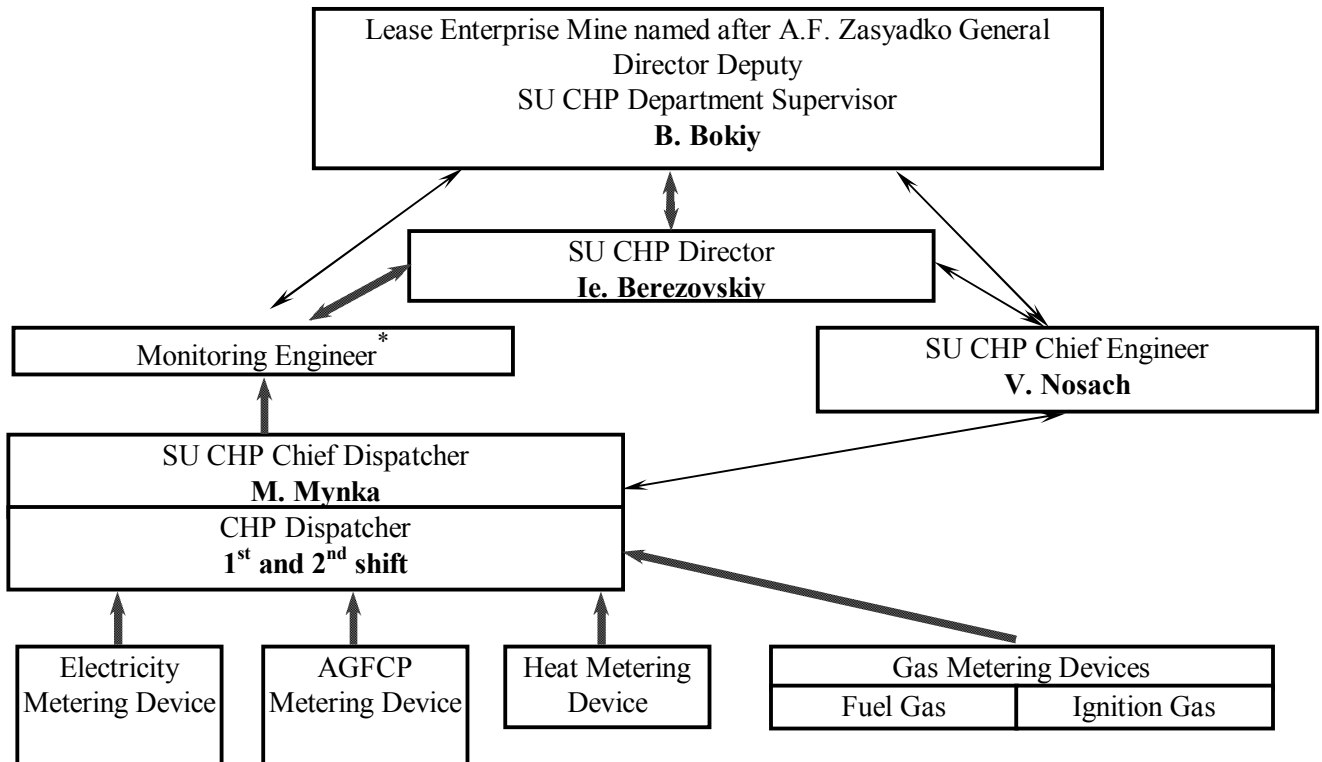 Lease Enterprise Mine named after A.F. Zasyadko General
Director Deputy
SU CHP Department Supervisor
B. Bokiy
SU CHP Director
Ie. Berezovskiy
Monitoring Engineer*
SU CHP Chief Engineer
V. Nosach
SU CHP Chief Dispatcher
M. Mynka
CHP Dispatcher
1st and 2nd shift
Electricity
Metering Device
AGFCP
Metering Device
Heat Metering
Device
Gas Metering Devices
Fuel Gas
Ignition Gas